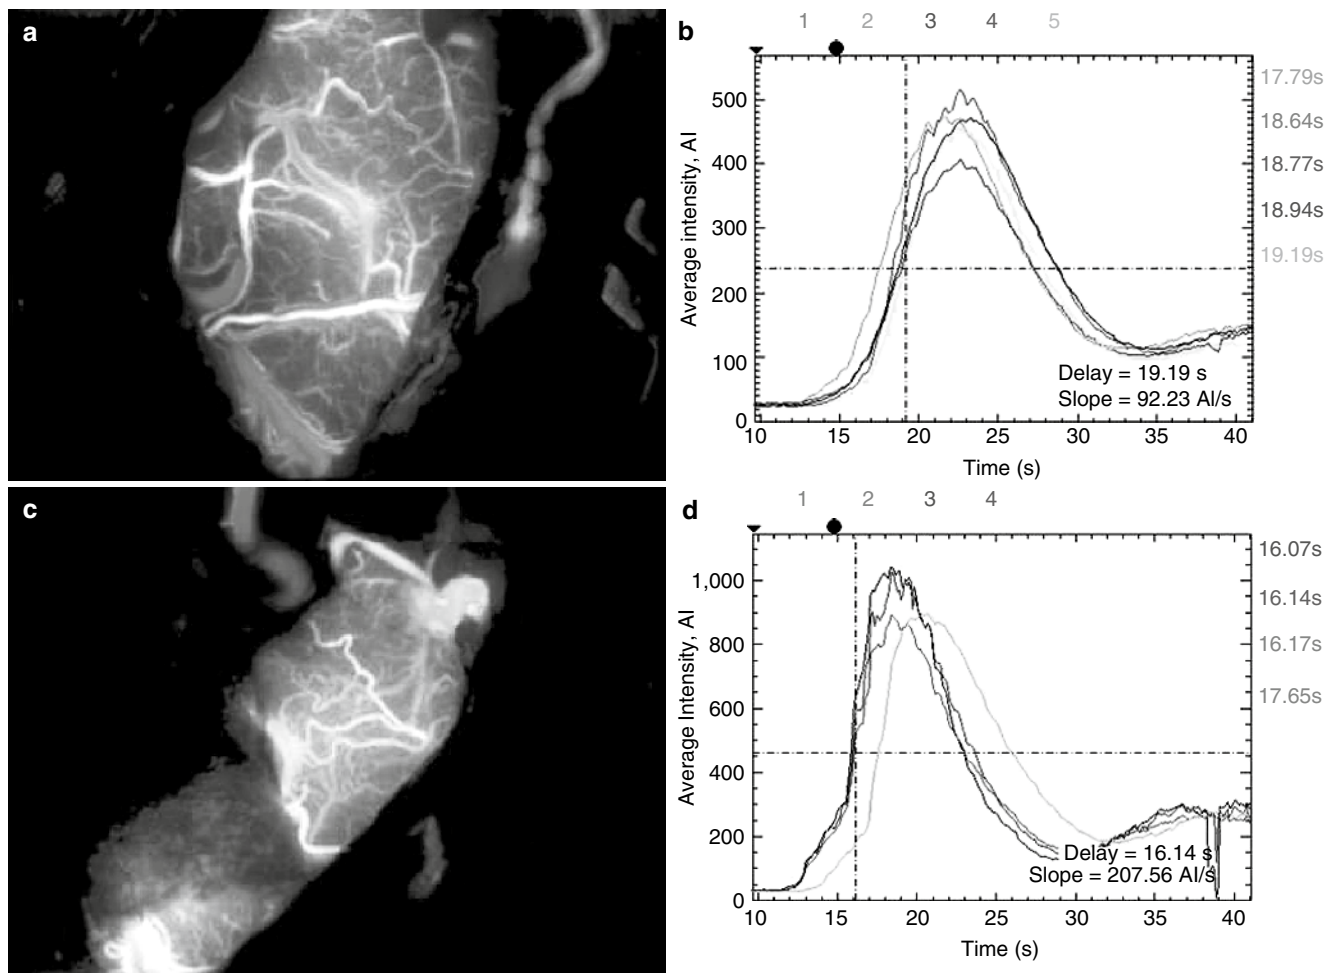 a
b
1 2 3 4 5
500
400
300
200
100
0
Average intensity, AI
17.79s
18.64s
18.77s
18.94s
19.19s
Delay = 19.19 s
Slope = 92.23 AI/s
10 15 20 25 30 35 40
Time (s)
c
d
1 2 3 4
1,000
800
600
400
200
0
Average Intensity, AI
16.07s
16.14s
16.17s
17.65s
Delay = 16.14 s
Slope = 207.56 AI/s
10 15 20 25 30 35 40
Time (s)